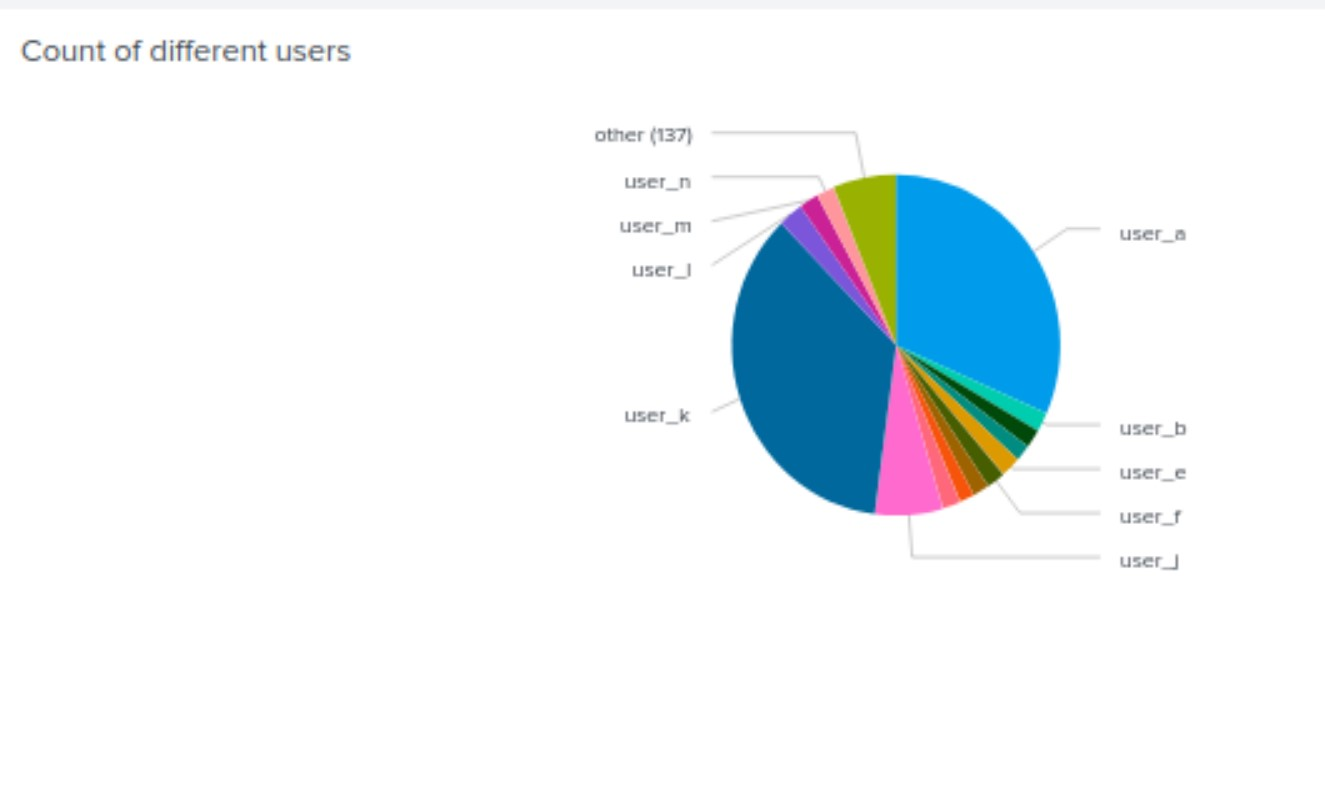 Count of different users
other (137)
user_n
user_m
user_l
user_k
user_a
user_b
user_e
user_f
user_j